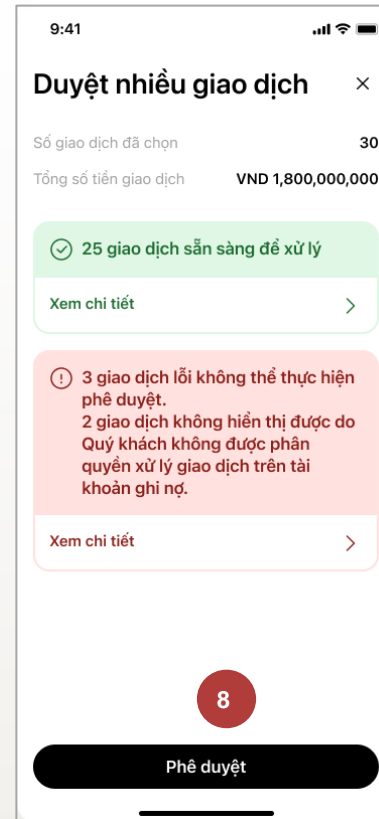 9:41
Duyệt nhiều giao dịch
Số giao dịch đã chọn 30
Tổng số tiền giao dịch VND 1,800,000,000
25 giao dịch sẵn sàng để xử lý
Xem chi tiết
3 giao dịch lỗi không thể thực hiện
phê duyệt.
2 giao dịch không hiển thị được do
Quý khách không được phân
quyền xử lý giao dịch trên tài
khoản ghi nợ.
Xem chi tiết
8
Phê duyệt